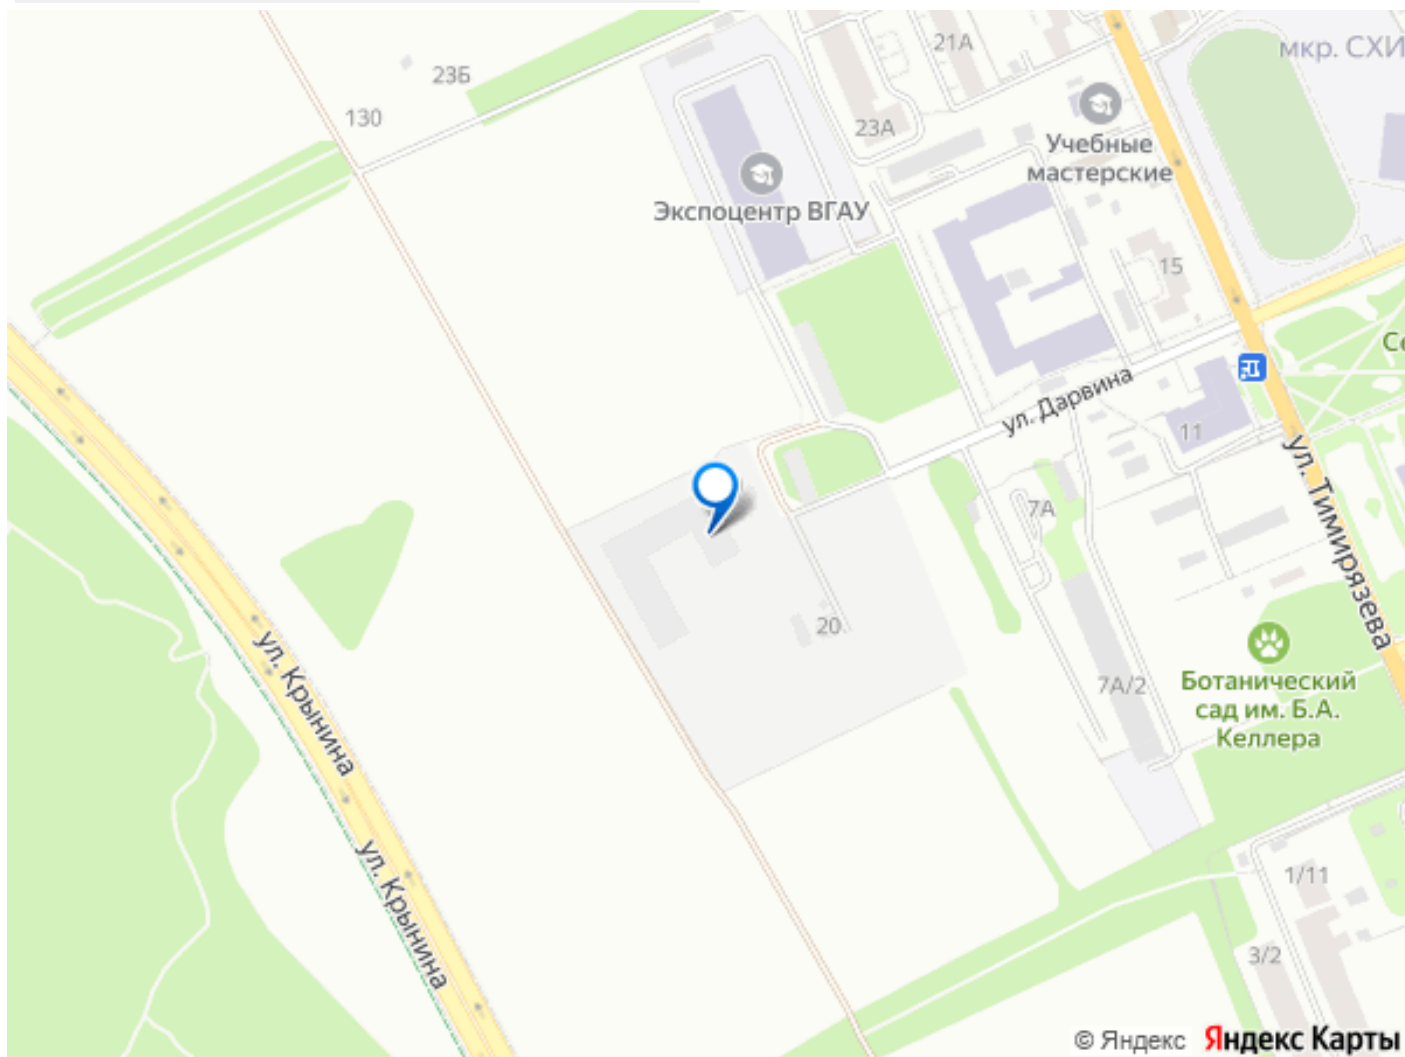 21А
мкр. СХИ
23Б
130
23А
Учебные
мастерские
Экспоцентр ВГАУ
15
ул. Дарвина
11
ул. Тимирязева
7А
20
7А/2
Ботанический
сад им. Б.А.
Келлера
ул. Крынина
ул. Крынина
1/11
3/2
© Яндекс Яндекс Карты